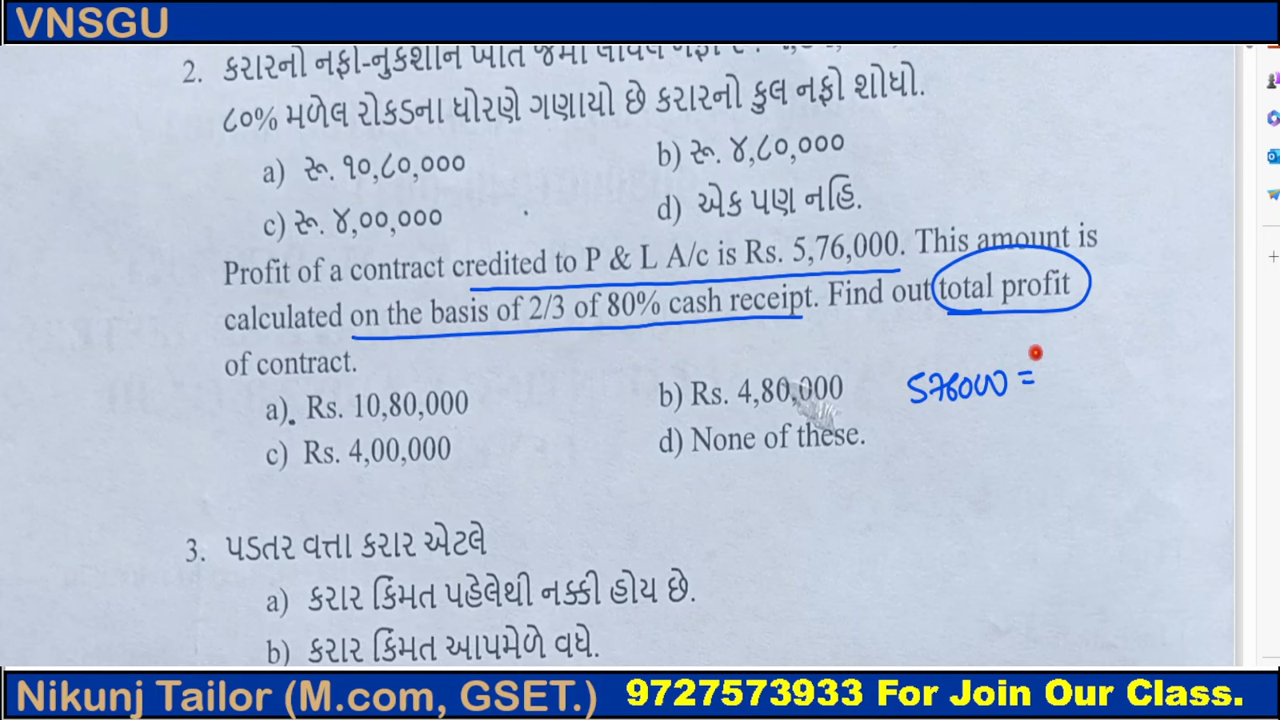 VNSGU
2. કરારનો નફા-નુકશાન ખાતે જમા
૮૦% મળેલ રોકડના ધોરણે ગણાયો છે કરારનો કુલ નફો શોધો.
a) રૂ. ૧૦,૮૦,૦૦૦ b) રૂ. ૪,૮૦,૦૦૦
c) રૂ. ૪,૦૦,૦૦૦ d) એક પણ નહિ.
Profit of a contract credited to P & L A/c is Rs. 5,76,000. This amount is
calculated on the basis of 2/3 of 80% cash receipt. Find out total profit
of contract.
a). Rs. 10,80,000 b) Rs. 4,80,000 576000 =
c) Rs. 4,00,000 d) None of these.
3. પડતર વત્તા કરાર એટલે
a) કરાર કિંમત પહેલેથી નક્કી હોય છે.
b) કરાર કિંમત આપમેળે વધે.
Nikunj Tailor (M.com, GSET.) 9727573933 For Join Our Class.